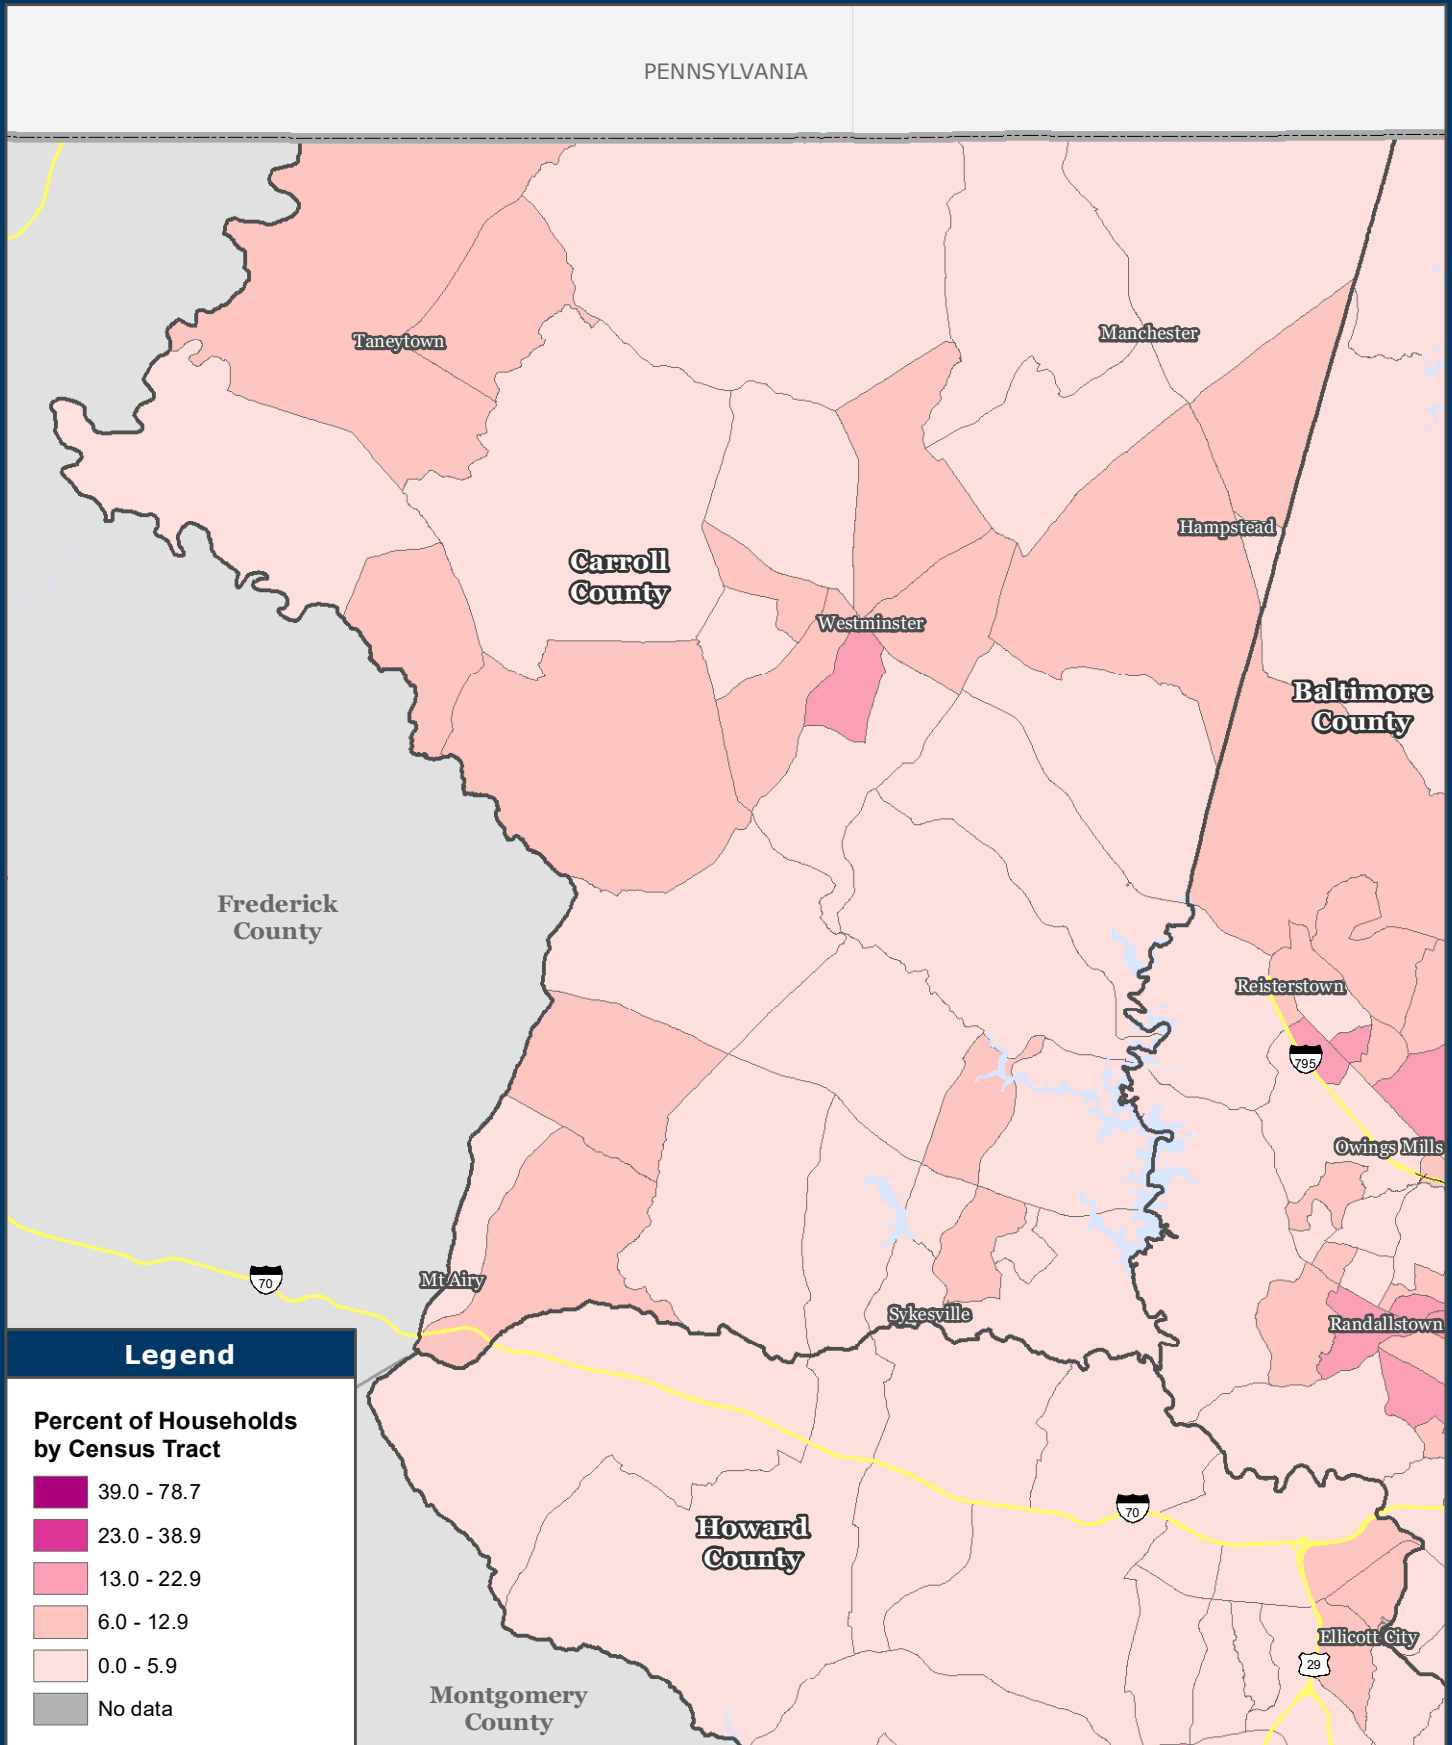 PENNSYLVANIA
Taneytown
Manchester
Hampstead
Carroll
County
Westminster
Baltimore
County
Frederick
County
Reisterstown
795
Owings Mills
Mt Airy
70
Sykesville
Randallstown
Legend
Percent of Households
by Census Tract
39.0 - 78.7
23.0 - 38.9
13.0 - 22.9
6.0 - 12.9
0.0 - 5.9
No data
70
Howard
County
Ellicott City
29
Montgomery
County